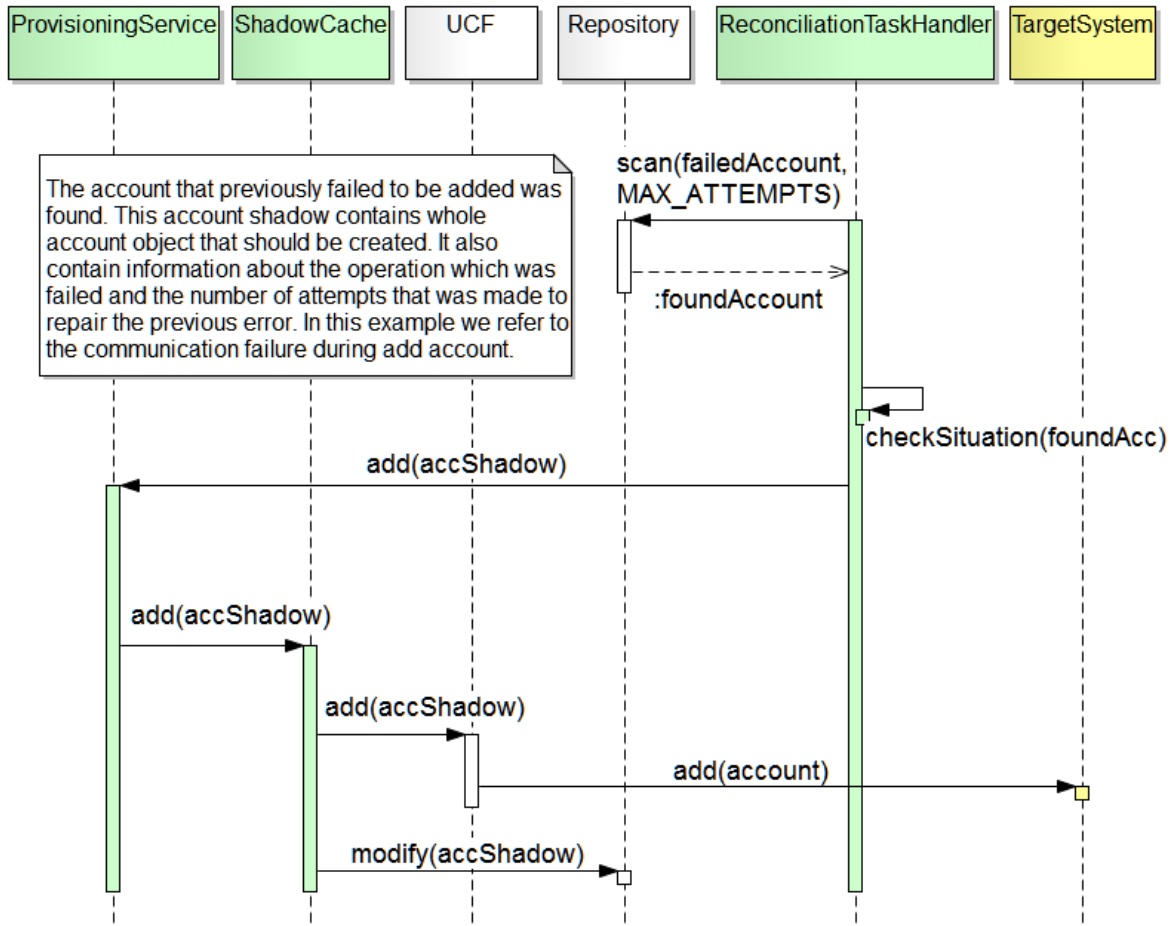 ProvisioningService
ShadowCache
UCF
Repository
ReconciliationTaskHandler
TargetSystem
The account that previously failed to be added was
found. This account shadow contains whole
account object that should be created. It also
contain information about the operation which was
failed and the number of attempts that was made to
repair the previous error. In this example we refer to
the communication failure during add account.
scan(failedAccount,
MAX_ATTEMPTS)
:foundAccount
checkSituation(foundAcc)
add(accShadow)
add(accShadow)
add(accShadow)
add(account)
modify(accShadow)